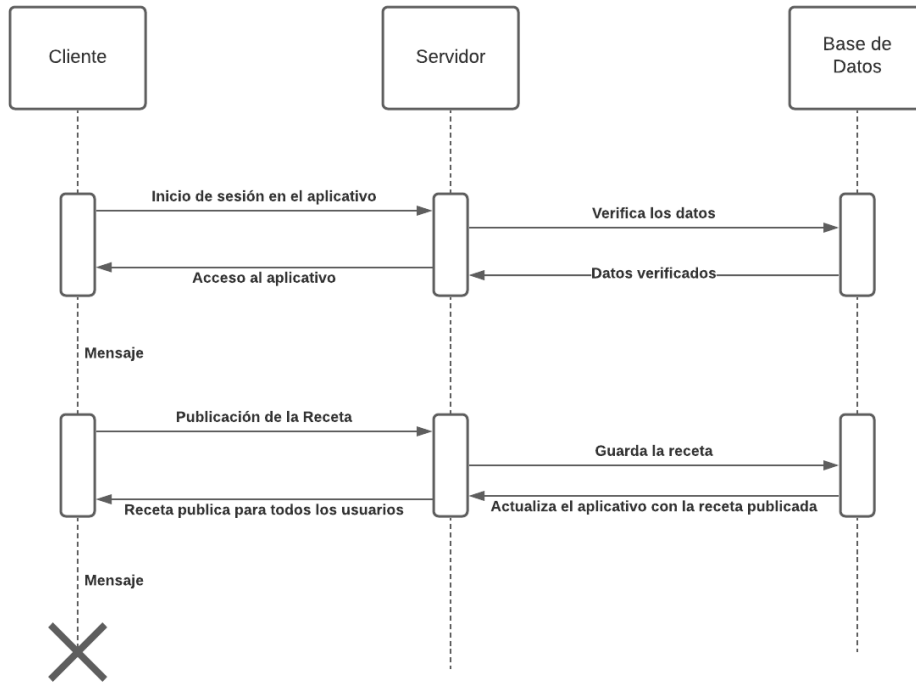 Cliente
Servidor
Base de
Datos
Inicio de sesión en el aplicativo
Verifica los datos
Acceso al aplicativo
Datos verificados
Mensaje
Publicación de la Receta
Guarda la receta
Receta publica para todos los usuarios
Actualiza el aplicativo con la receta publicada
Mensaje